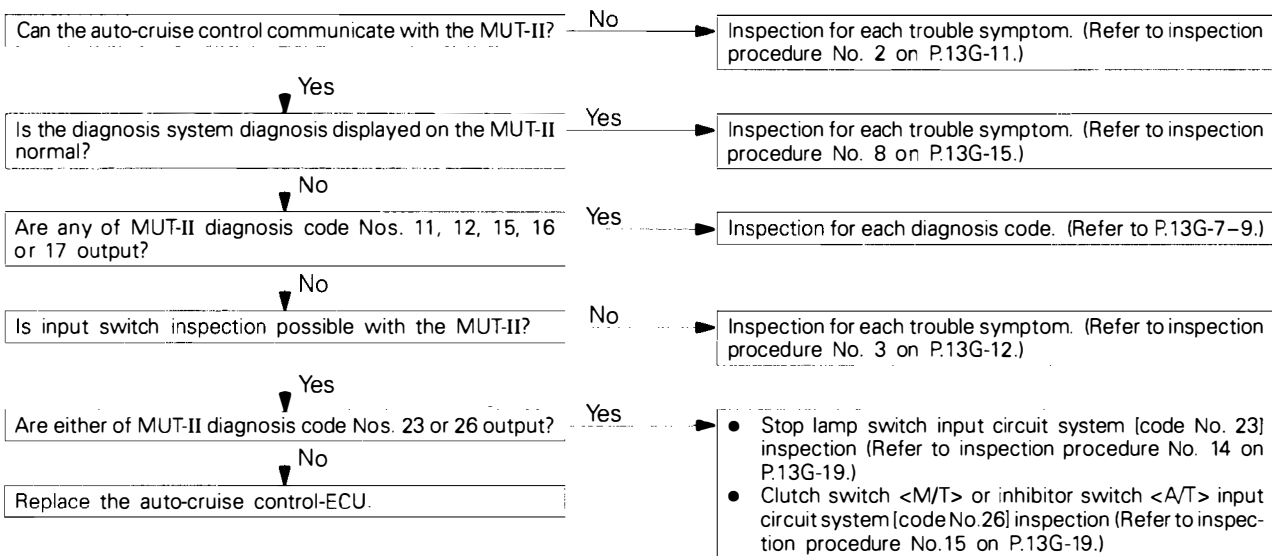 Can the auto-cruise control communicate with the MUT-II?
No
Inspection for each trouble symptom. (Refer to inspection
procedure No. 2 on P.13G-11.)
Yes
Is the diagnosis system diagnosis displayed on the MUT-II
normal?
Yes
Inspection for each trouble symptom. (Refer to inspection
procedure No. 8 on P.13G-15.)
No
Are any of MUT-II diagnosis code Nos. 11, 12, 15, 16
or 17 output?
Yes
Inspection for each diagnosis code. (Refer to P.13G-7–9.)
No
Is input switch inspection possible with the MUT-II?
No
Inspection for each trouble symptom. (Refer to inspection
procedure No. 3 on P.13G-12.)
Yes
Are either of MUT-II diagnosis code Nos. 23 or 26 output?
Yes
● Stop lamp switch input circuit system [code No. 23]
inspection (Refer to inspection procedure No. 14 on
P.13G-19.)
● Clutch switch <M/T> or inhibitor switch <A/T> input
circuit system [code No.26] inspection (Refer to inspec-
tion procedure No.15 on P.13G-19.)
No
Replace the auto-cruise control-ECU.